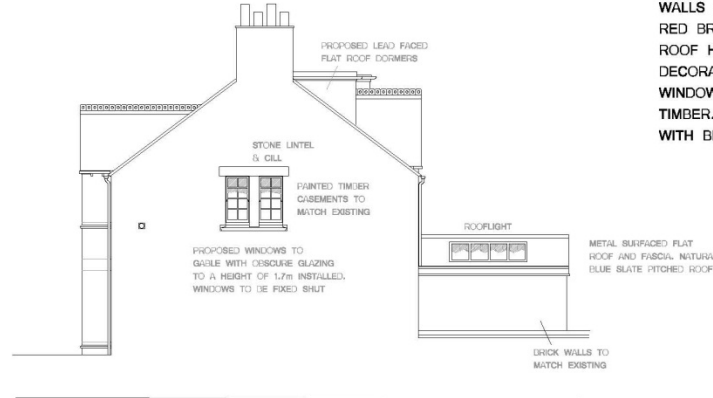 PROPOSED LEAD FACED
FLAT ROOF DORMERS
STONE LINTEL
& CILL
PAINTED TIMBER
CASEMENTS TO
MATCH EXISTING
PROPOSED WINDOWS TO
GABLE WITH OBSCURE GLAZING
TO A HEIGHT OF 1.7m INSTALLED.
WINDOWS TO BE FIXED SHUT
ROOFLIGHT
METAL SURFACED FLAT
ROOF AND FASCIA. NATURA
BLUE SLATE PITCHED ROOF
BRICK WALLS TO
MATCH EXISTING
WALLS
RED BR
ROOF H
DECORA
WINDOW
TIMBER.
WITH B